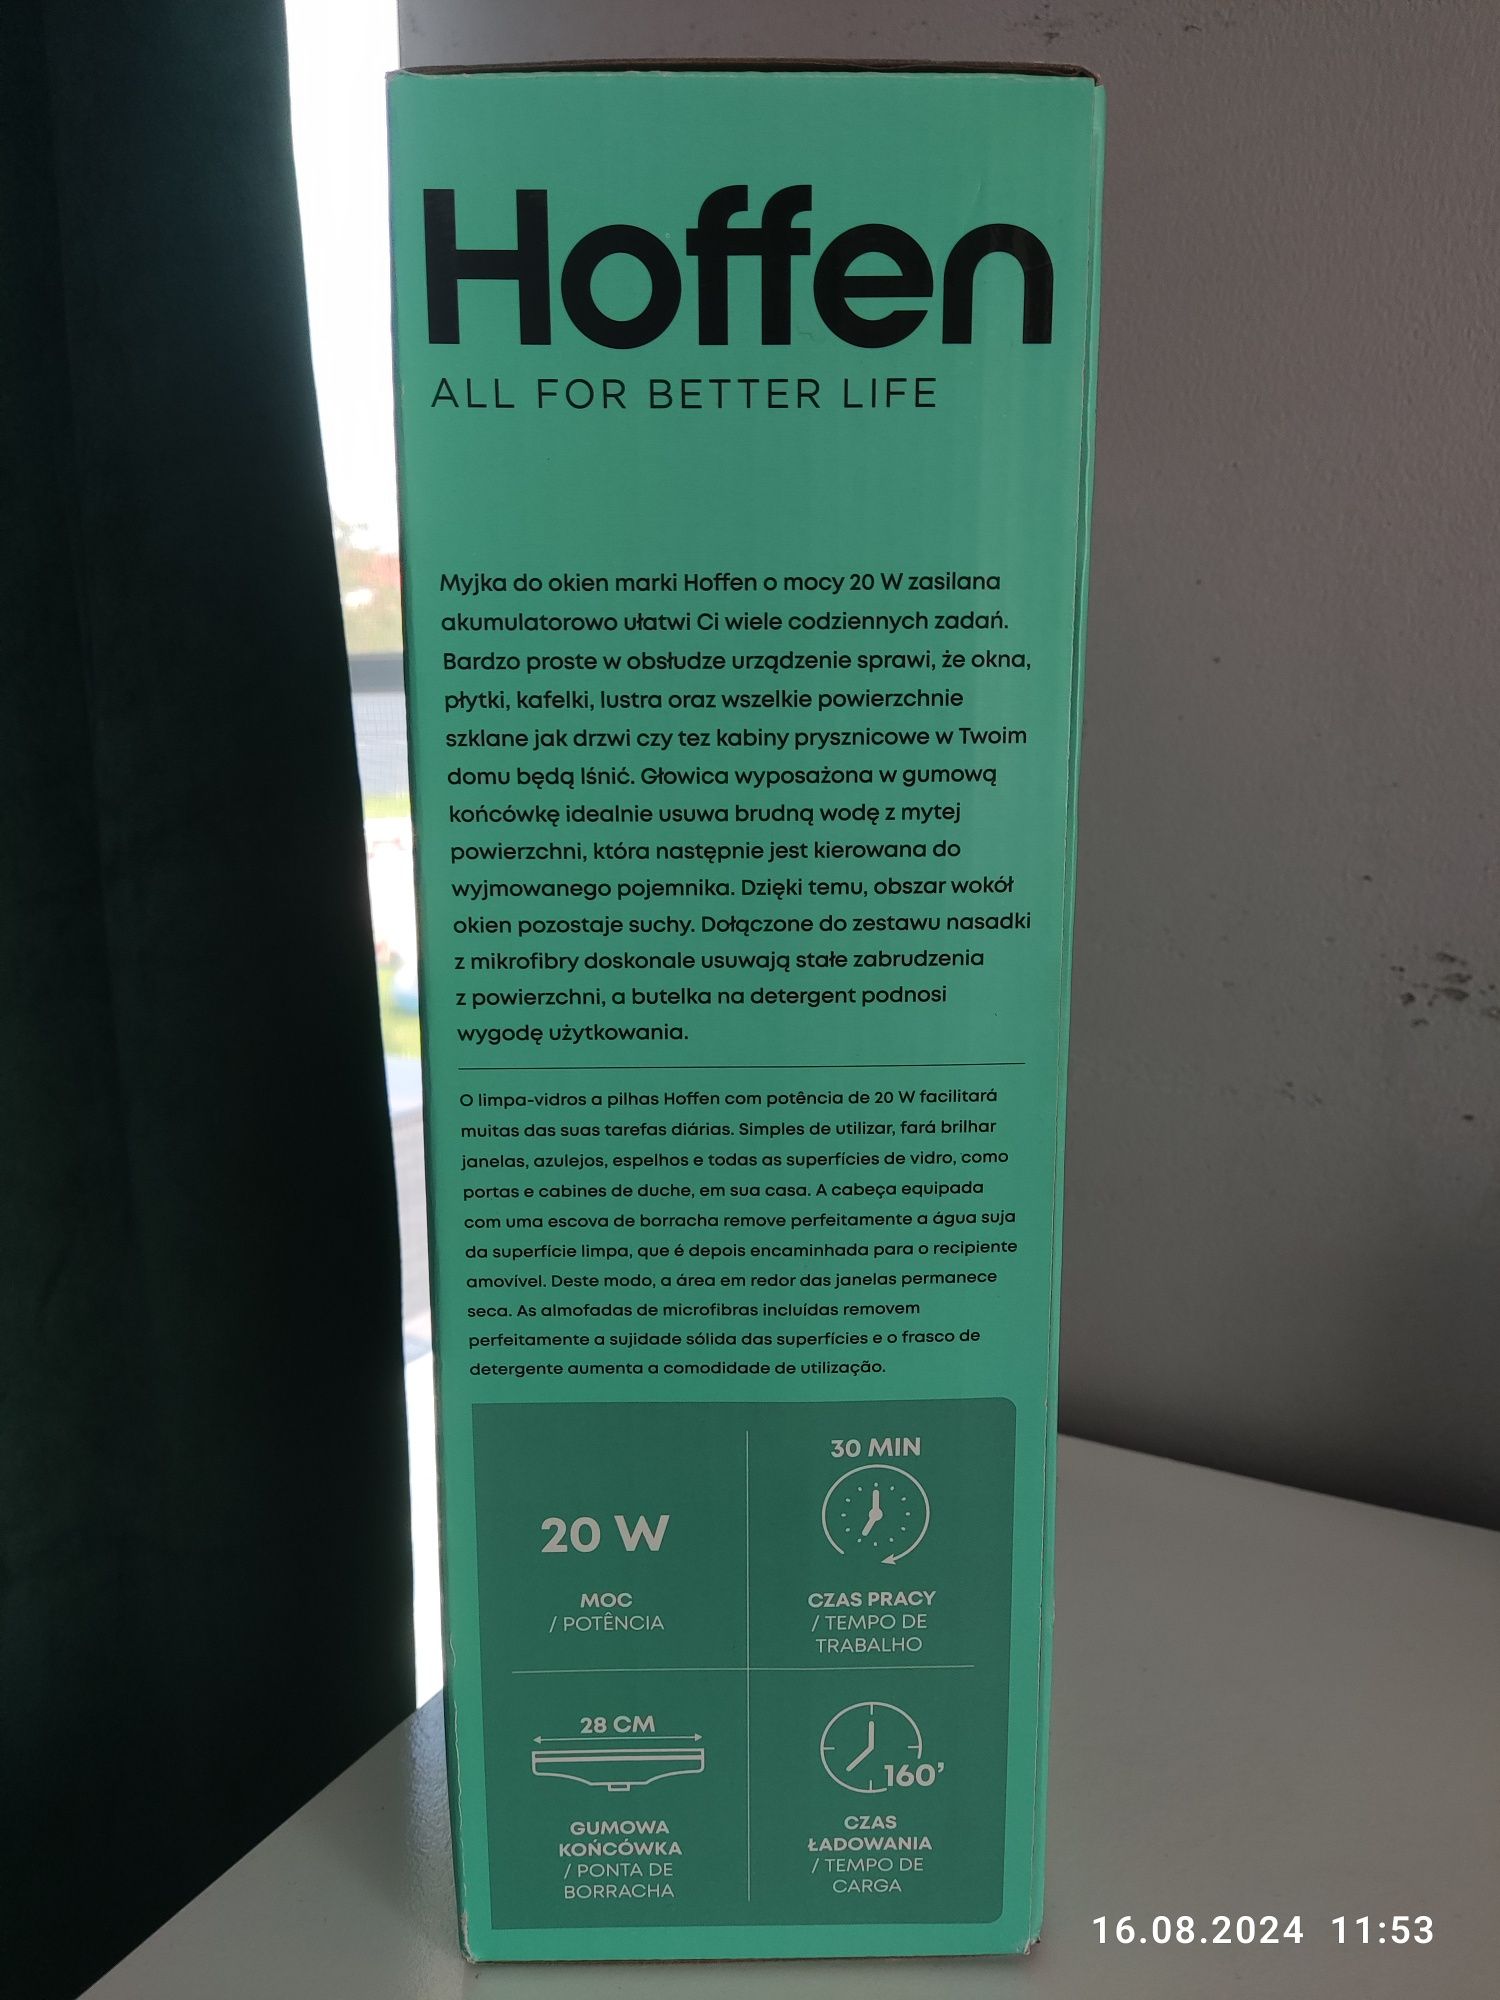 Hoffen
ALL FOR BETTER LIFE
Myjka do okien marki Hoffen o mocy 20 W zasilana
akumulatorowo ułatwi Ci wiele codziennych zadań.
Bardzo proste w obsłudze urządzenie sprawi, że okna,
płytki, kafelki, lustra oraz wszelkie powierzchnie
szklane jak drzwi czy tez kabiny prysznicowe w Twoim
domu będą lśnić. Głowica wyposażona w gumową
końcówkę idealnie usuwa brudną wodę z mytej
powierzchni, która następnie jest kierowana do
wyjmowanego pojemnika. Dzięki temu, obszar wokół
okien pozostaje suchy. Dołączone do zestawu nasadki
z mikrofibry doskonale usuwają stałe zabrudzenia
z powierzchni, a butelka na detergent podnosi
wygodę użytkowania.
O limpa-vidros a pilhas Hoffen com potência de 20 W facilitará
muitas das suas tarefas diárias. Simples de utilizar, fará brilhar
janelas, azulejos, espelhos e todas as superfícies de vidro, como
portas e cabines de duche, em sua casa. A cabeça equipada
com uma escova de borracha remove perfeitamente a água suja
da superfície limpa, que é depois encaminhada para o recipiente
amovível. Deste modo, a área em redor das janelas permanece
seca. As almofadas de microfibras incluídas removem
perfeitamente a sujidade sólida das superfícies e o frasco de
detergente aumenta a comodidade de utilização.
20 W
MOC
/ POTÊNCIA
30 MIN
CZAS PRACY
/ TEMPO DE
TRABALHO
28 CM
GUMOWA
KOŃCÓWKA
/ PONTA DE
BORRACHA
160'
CZAS
ŁADOWANIA
/ TEMPO DE
CARGA
16.08.2024 11:53